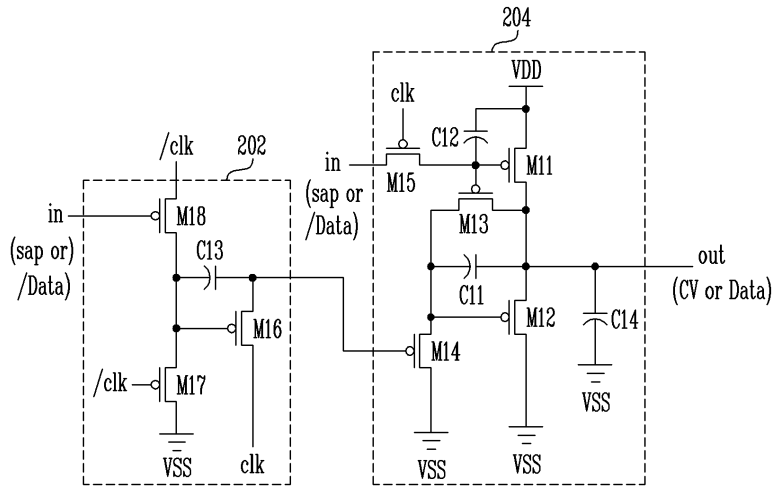 204
VDD
clk
C12
/clk
202
in
(sap or
/Data)
M15
M11
in
(sap or)
/Data)
M18
M13
C13
C11
out
(CV or Data)
M16
M12
C14
/clk
M17
M14
VSS
VSS
clk
VSS
VSS